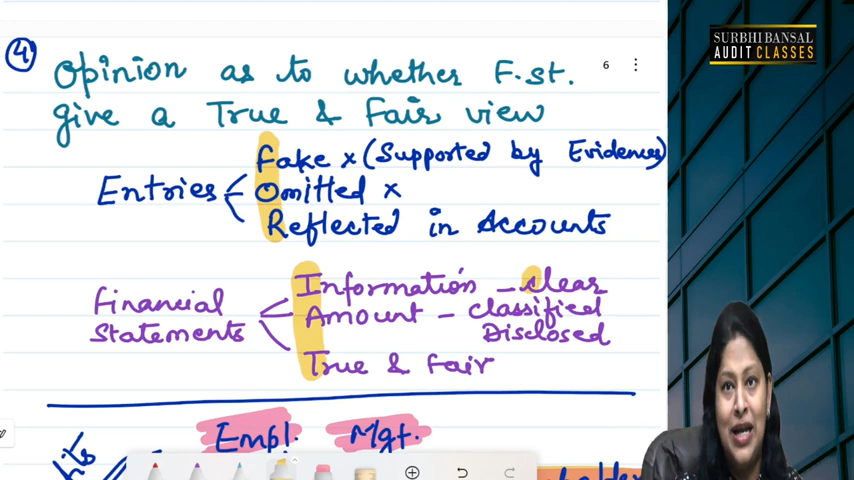 SURBHI BANSAL
AUDIT CLASSES
④
6
Opinion as to whether F.st.
give a True & Fair view
Entries
Fake × (Supported by Evidences)
Omitted ×
Reflected in Accounts
Financial
Statements
Information - clear
Amount - classified
Disclosed
True & Fair
Empl. Mgt.